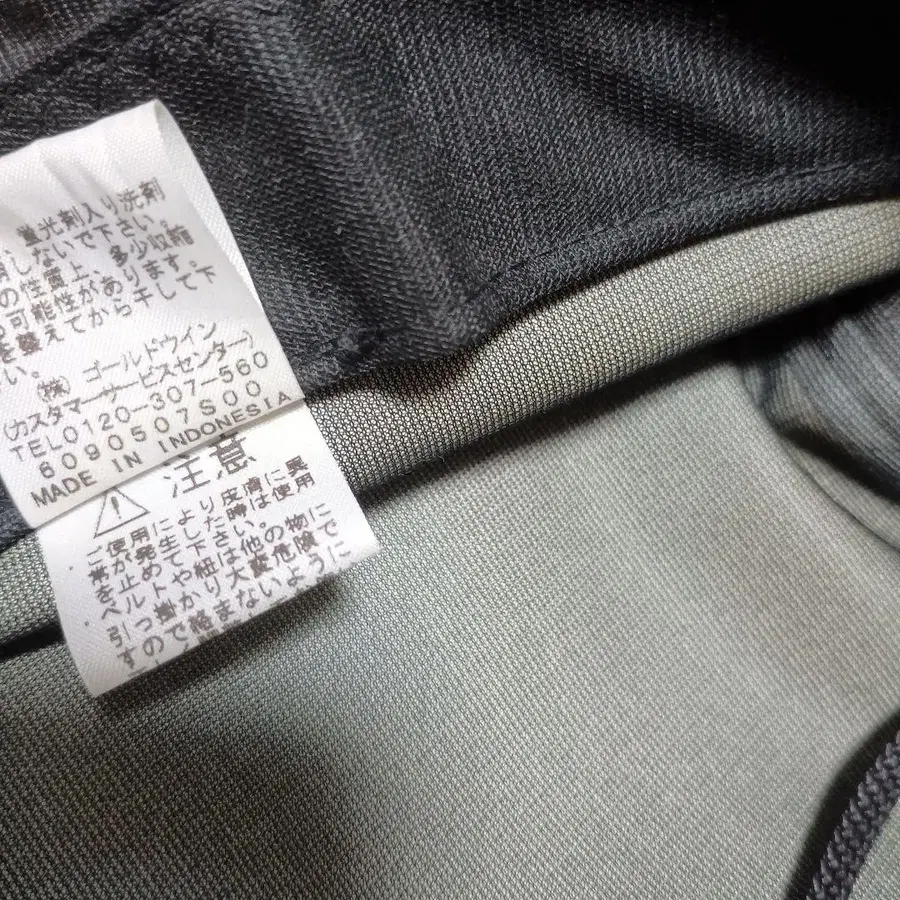 蛍光剤入り洗剤
用しないで下さい。
の性質上、多少収縮
可能性があります。
を整えてから干して下
い。
(株) ゴールドウイン
(カスタマーサービスセンター)
TEL0120-307-560
6090507S00
MADE IN INDONESIA
注意
・ご使用により皮膚に異
常が発生した時は使用
を止めて下さい。
・ベルトや紐は他の物に
引っ掛かり大変危険で
すので絡まないように